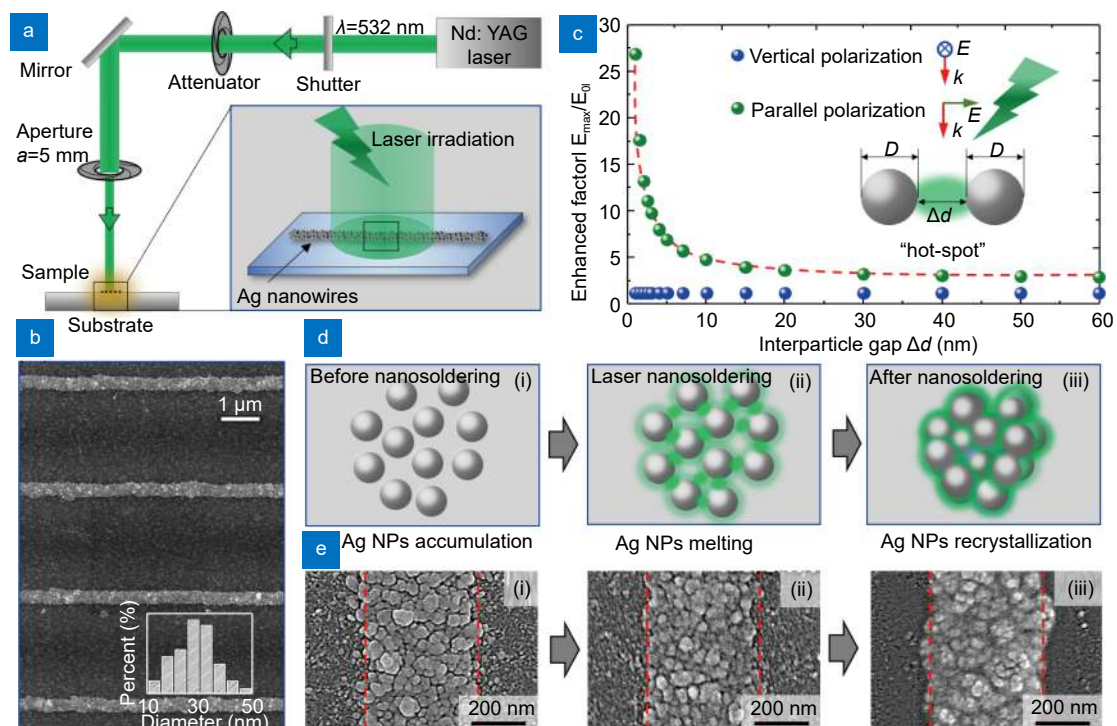 a
λ=532 nm
Nd: YAG
laser
Mirror
Attenuator
Shutter
Aperture
a=5 mm
Laser irradiation
Sample
Ag nanowires
Substrate
b
1 μm
Percent (%)
10
30
50
Diameter (nm)
c
30
25
20
15
10
5
0
Enhanced factorI Emax/E0I
Vertical polarization
E
k
Parallel polarization
E
k
D
D
Δd
“hot-spot”
0
10
20
30
40
50
60
Interparticle gap Δd (nm)
d
Before nanosoldering
(i)
Laser nanosoldering
(ii)
After nanosoldering
(iii)
Ag NPs accumulation
Ag NPs melting
Ag NPs recrystallization
e
(i)
200 nm
(ii)
200 nm
(iii)
200 nm